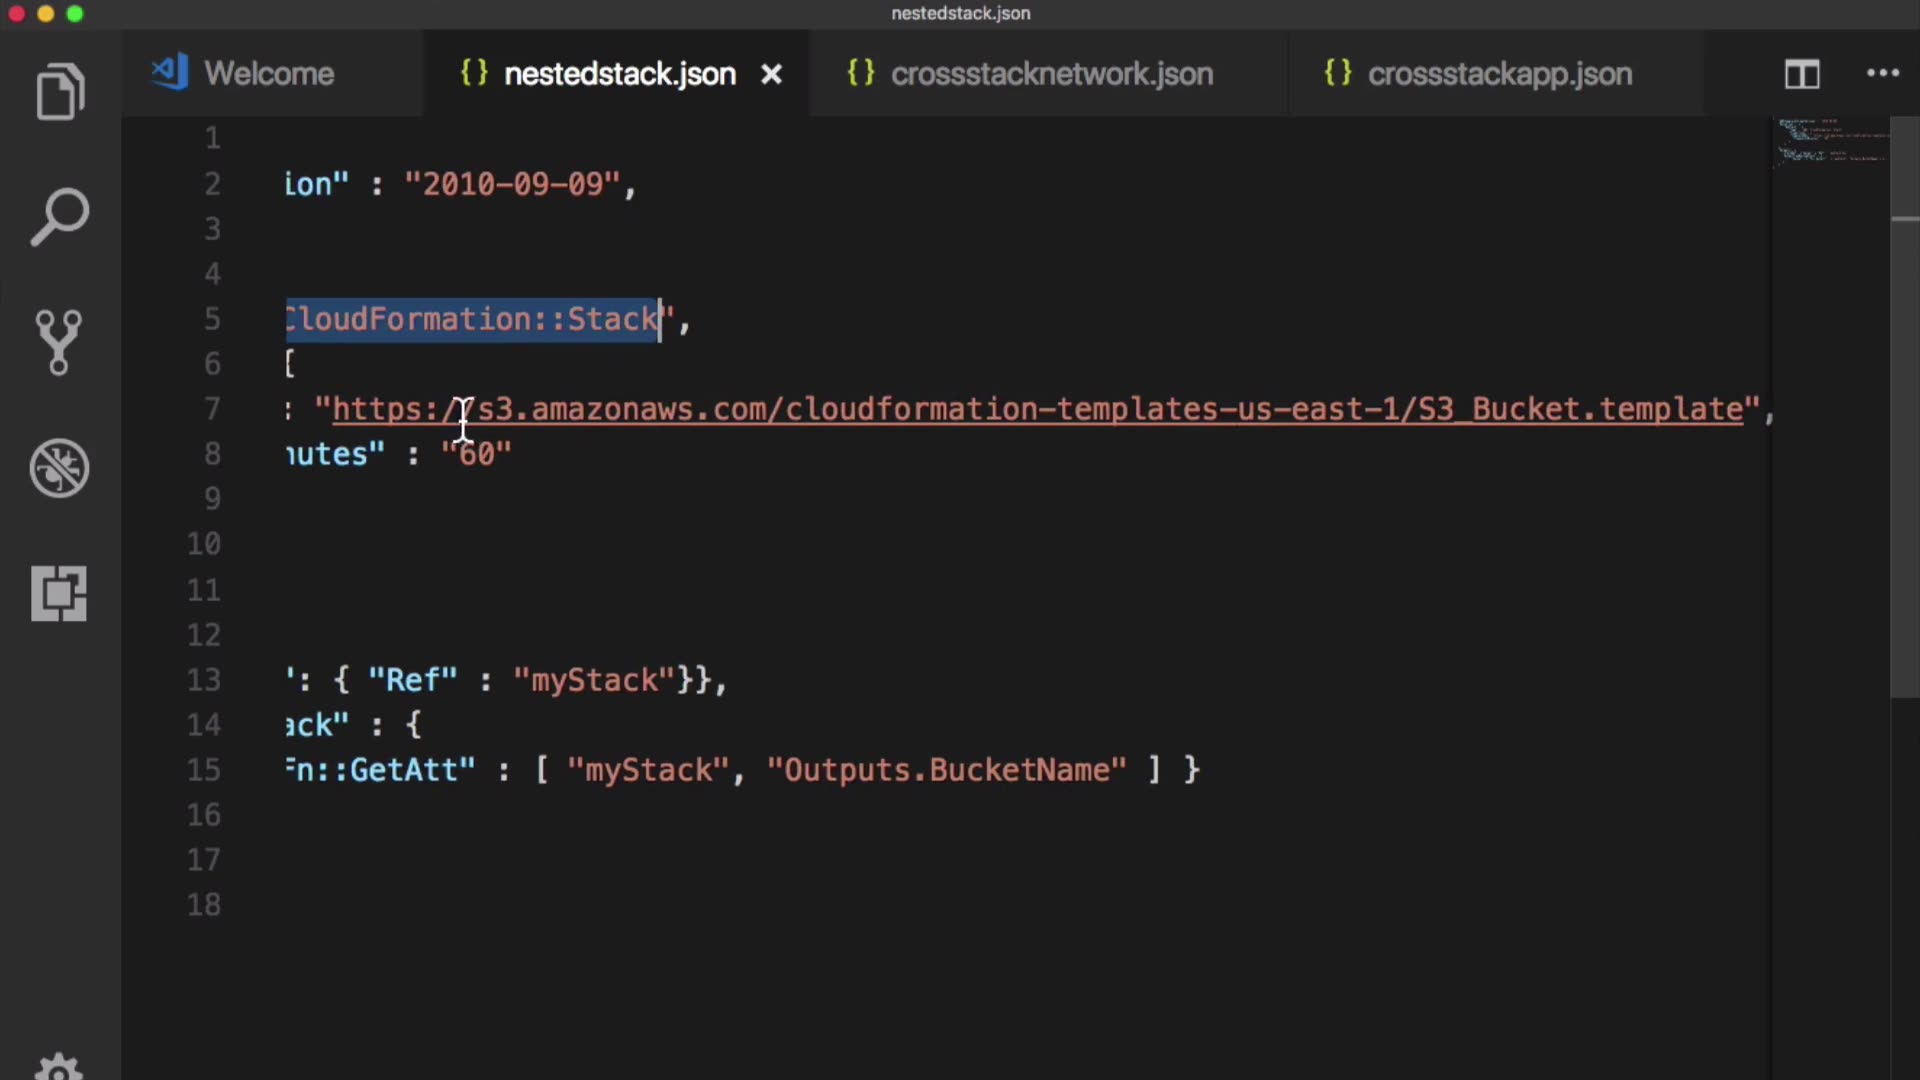 nestedstack.json
Welcome
{} nestedstack.json ×
{} crossstacknetwork.json
{} crossstackapp.json
1
2 ion" : "2010-09-09",
3
4
5 CloudFormation::Stack",
6 {
7 : "https://s3.amazonaws.com/cloudformation-templates-us-east-1/S3_Bucket.template",
8 nutes" : "60"
9
10
11
12
13 ": { "Ref" : "myStack"}},
14 ack" : {
15 Fn::GetAtt" : [ "myStack", "Outputs.BucketName" ] }
16
17
18